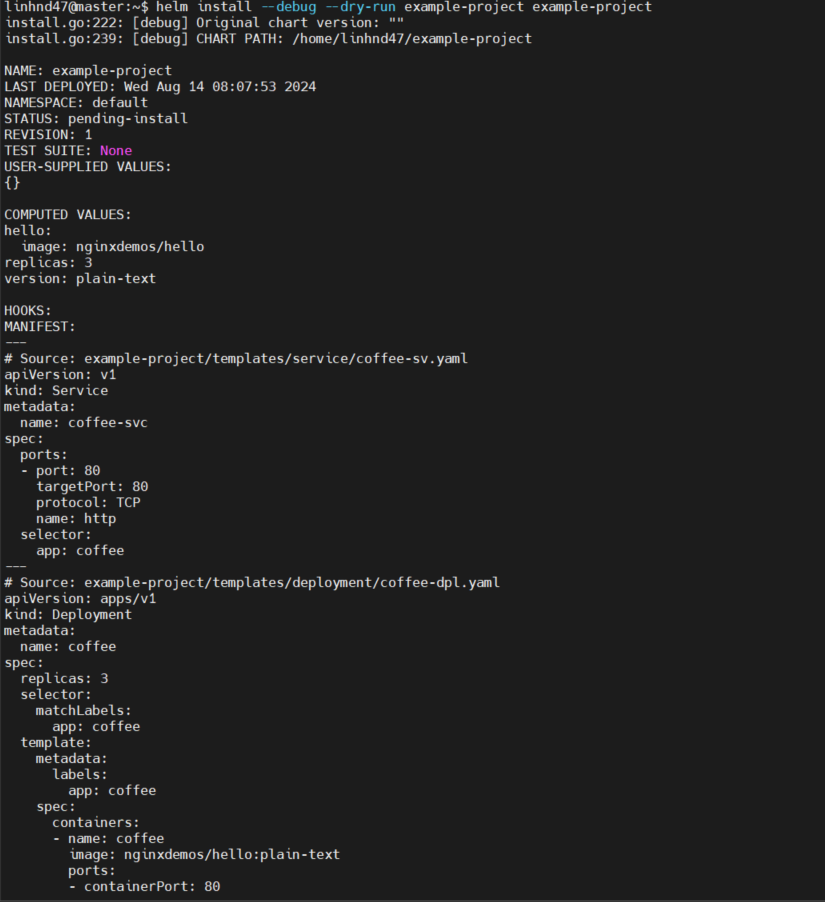 linhnd47@master:~$ helm install --debug --dry-run example-project example-project
install.go:222: [debug] Original chart version: ""
install.go:239: [debug] CHART PATH: /home/linhnd47/example-project

NAME: example-project
LAST DEPLOYED: Wed Aug 14 08:07:53 2024
NAMESPACE: default
STATUS: pending-install
REVISION: 1
TEST SUITE: None
USER-SUPPLIED VALUES:
{}

COMPUTED VALUES:
hello:
  image: nginxdemos/hello
replicas: 3
version: plain-text

HOOKS:
MANIFEST:
---
# Source: example-project/templates/service/coffee-sv.yaml
apiVersion: v1
kind: Service
metadata:
  name: coffee-svc
spec:
  ports:
  - port: 80
    targetPort: 80
    protocol: TCP
    name: http
  selector:
    app: coffee
---
# Source: example-project/templates/deployment/coffee-dpl.yaml
apiVersion: apps/v1
kind: Deployment
metadata:
  name: coffee
spec:
  replicas: 3
  selector:
    matchLabels:
      app: coffee
  template:
    metadata:
      labels:
        app: coffee
    spec:
      containers:
      - name: coffee
        image: nginxdemos/hello:plain-text
        ports:
        - containerPort: 80